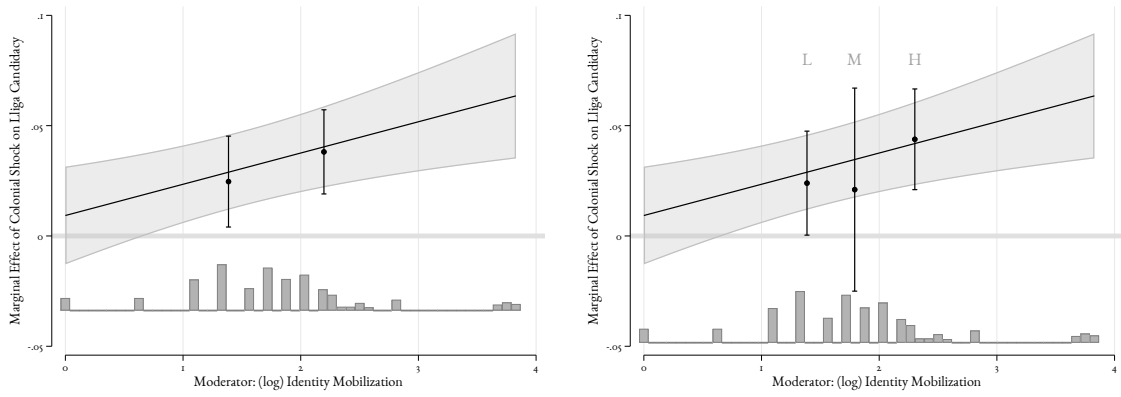 .1
.05
0
-.05
Marginal Effect of Colonial Shock on Lliga Candidacy
0 1 2 3 4
Moderator: (log) Identity Mobilization
.1
.05
0
-.05
Marginal Effect of Colonial Shock on Lliga Candidacy
L M H
0 1 2 3 4
Moderator: (log) Identity Mobilization